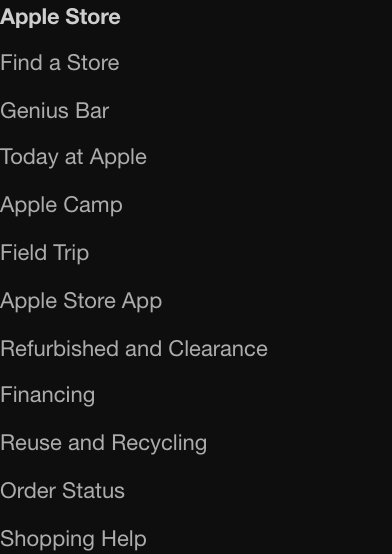 Apple Store
Find a Store
Genius Bar
Today at Apple
Apple Camp
Field Trip
Apple Store App
Refurbished and Clearance
Financing
Reuse and Recycling
Order Status
Shopping Help